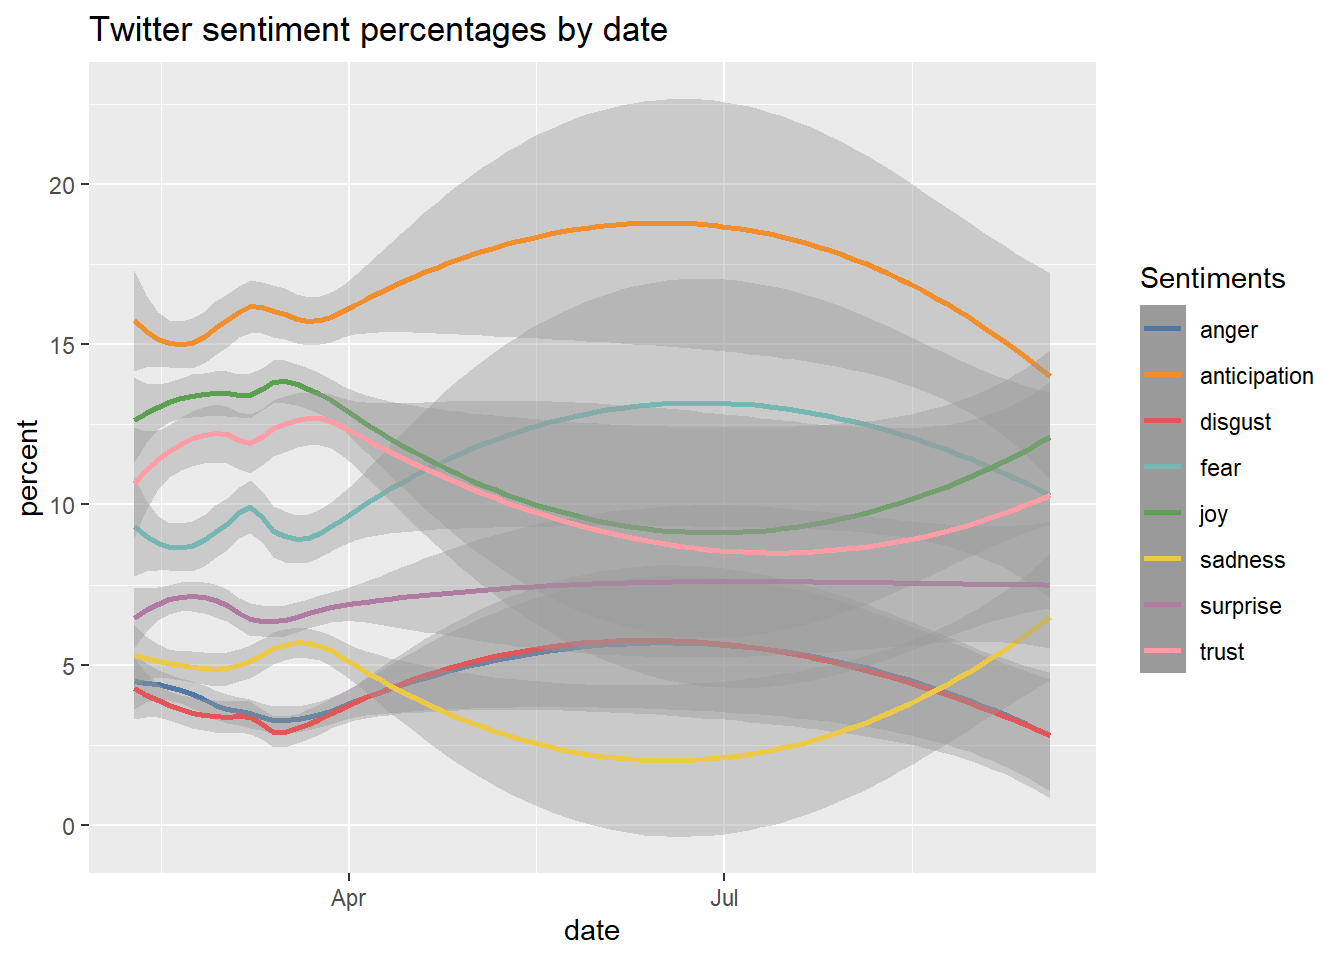 Twitter sentiment percentages by date
percent
20
15
10
5
0
Apr
Jul
date
Sentiments
anger
anticipation
disgust
fear
joy
sadness
surprise
trust